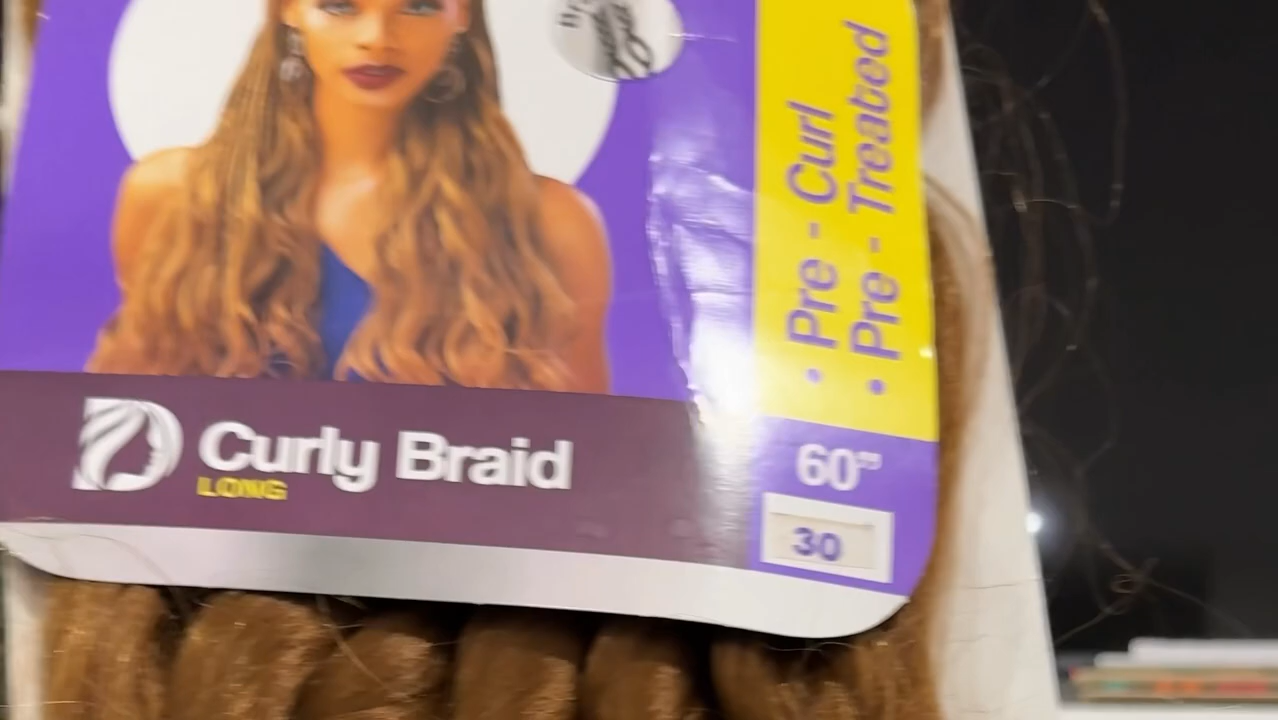 • Pre - Curl
• Pre - Treated
Curly Braid
LONG
60”
30